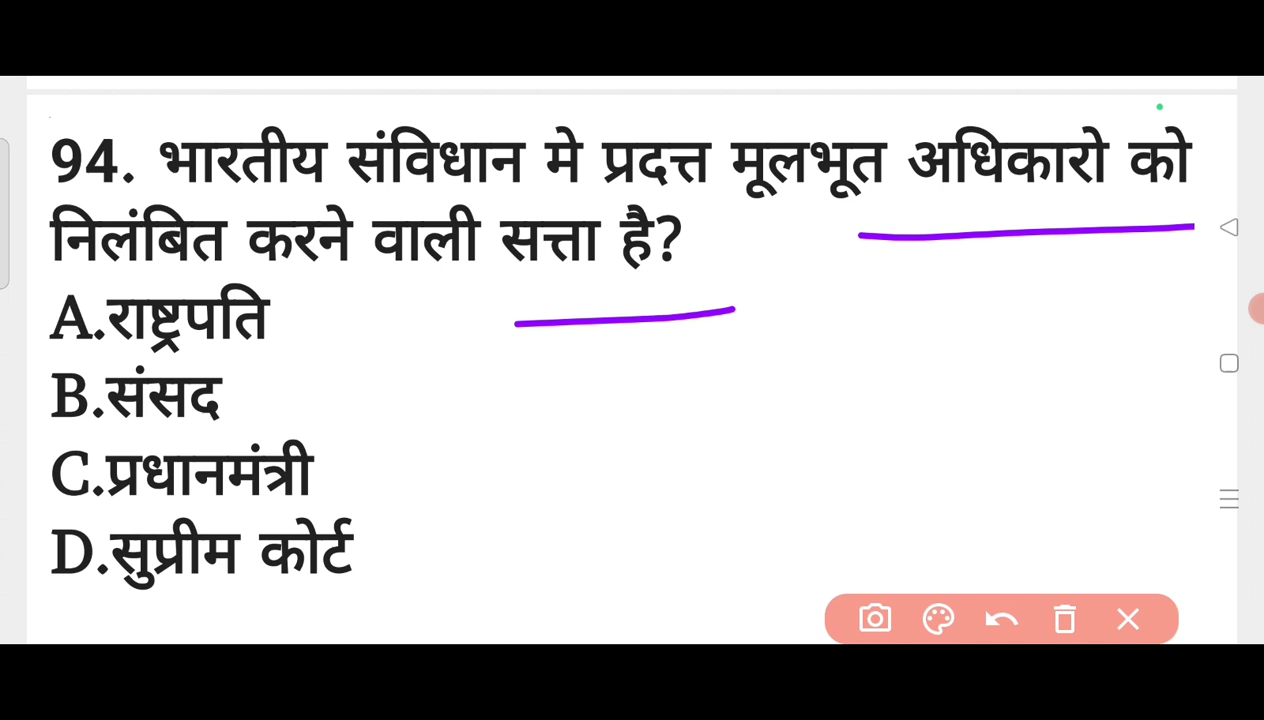 94. भारतीय संविधान मे प्रदत्त मूलभूत अधिकारो को
निलंबित करने वाली सत्ता है?
A.राष्ट्रपति
B.संसद
C.प्रधानमंत्री
D.सुप्रीम कोर्ट